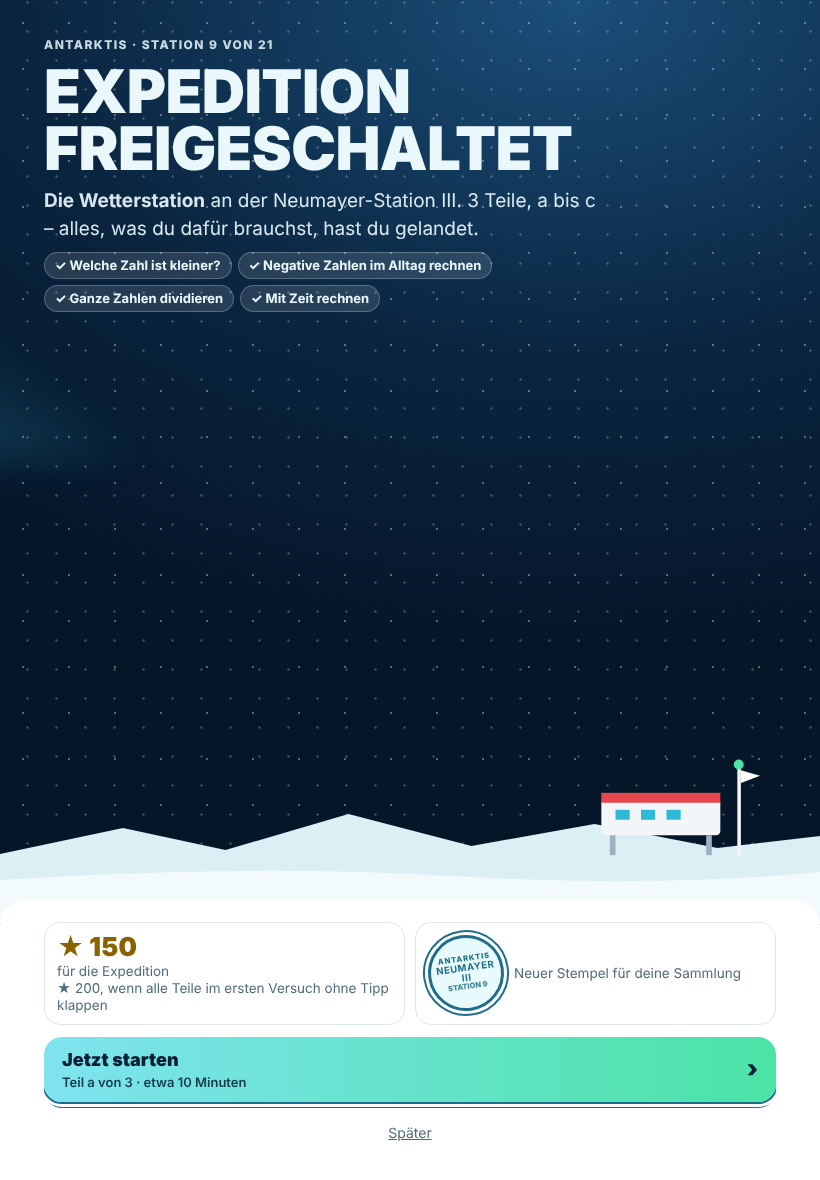 ANTARKTIS · STATION 9 VON 21
EXPEDITION
FREIGESCHALTET
Die Wetterstation an der Neumayer-Station III. 3 Teile, a bis c
– alles, was du dafür brauchst, hast du gelandet.
✓ Welche Zahl ist kleiner?
✓ Negative Zahlen im Alltag rechnen
✓ Ganze Zahlen dividieren
✓ Mit Zeit rechnen
★ 150
für die Expedition
★ 200, wenn alle Teile im ersten Versuch ohne Tipp
klappen
ANTARKTIS
NEUMAYER
III
STATION 9
Neuer Stempel für deine Sammlung
Jetzt starten
Teil a von 3 · etwa 10 Minuten
›
Später